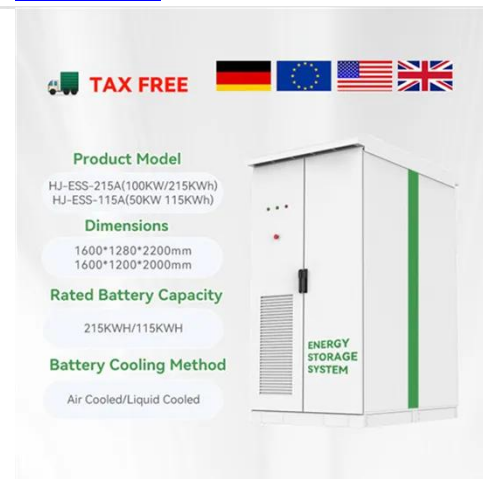 TAX FREE
Product Model
HJ-ESS-215A(100KW/215KWh)
HJ-ESS-115A(50KW 115KWh)
Dimensions
1600*1280*2200mm
1600*1200*2000mm
Rated Battery Capacity
215KWH/115KWH
Battery Cooling Method
Air Cooled/Liquid Cooled
ENERGY
STORAGE
SYSTEM